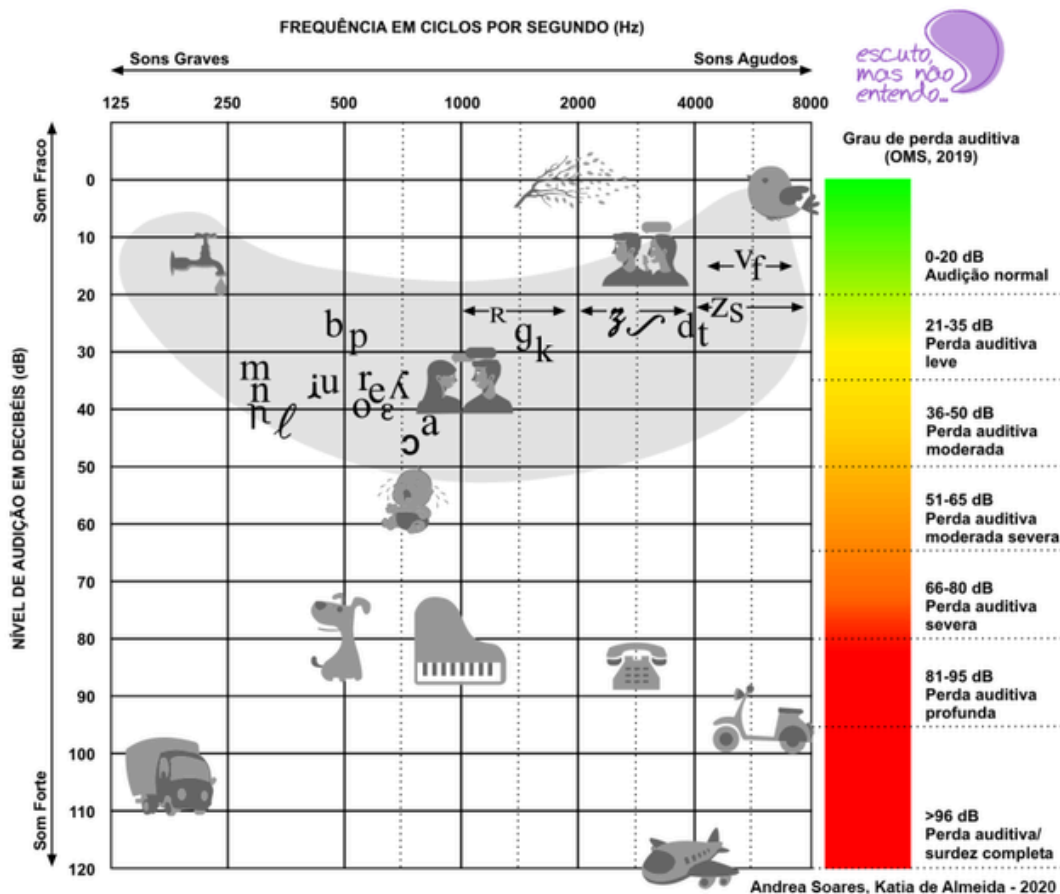 FREQUÊNCIA EM CICLOS POR SEGUNDO (Hz)
Sons Graves
Sons Agudos
escuto,
mas não
entendo...
125 250 500 1000 2000 4000 8000
Grau de perda auditiva
(OMS, 2019)
Som Fraco
NÍVEL DE AUDIÇÃO EM DECIBÉIS (dB)
Som Forte
0
10
20
30
40
50
60
70
80
90
100
110
120
v f
R ʒ ʃ z s
b p g k d t
m
n i u r e ʎ
ɲ l o ɛ a
ɔ
0-20 dB
Audição normal
21-35 dB
Perda auditiva
leve
36-50 dB
Perda auditiva
moderada
51-65 dB
Perda auditiva
moderada severa
66-80 dB
Perda auditiva
severa
81-95 dB
Perda auditiva
profunda
>96 dB
Perda auditiva/
surdez completa
Andrea Soares, Katia de Almeida - 2020